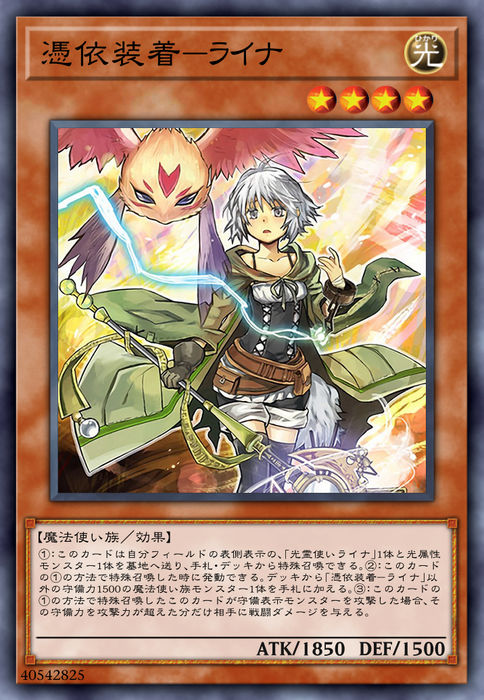 憑依装着－ライナ
ひかり
光
【魔法使い族／効果】
①：このカードは自分フィールドの表側表示の、「光霊使いライナ」1体と光属性
モンスター1体を墓地へ送り、手札・デッキから特殊召喚できる。②：このカード
の①の方法で特殊召喚した時に発動できる。デッキから「憑依装着－ライナ」以
外の守備力1500の魔法使い族モンスター1体を手札に加える。③：このカードの
①の方法で特殊召喚したこのカードが守備表示モンスターを攻撃した場合、そ
の守備力を攻撃力が超えた分だけ相手に戦闘ダメージを与える。
ATK/1850 DEF/1500
40542825